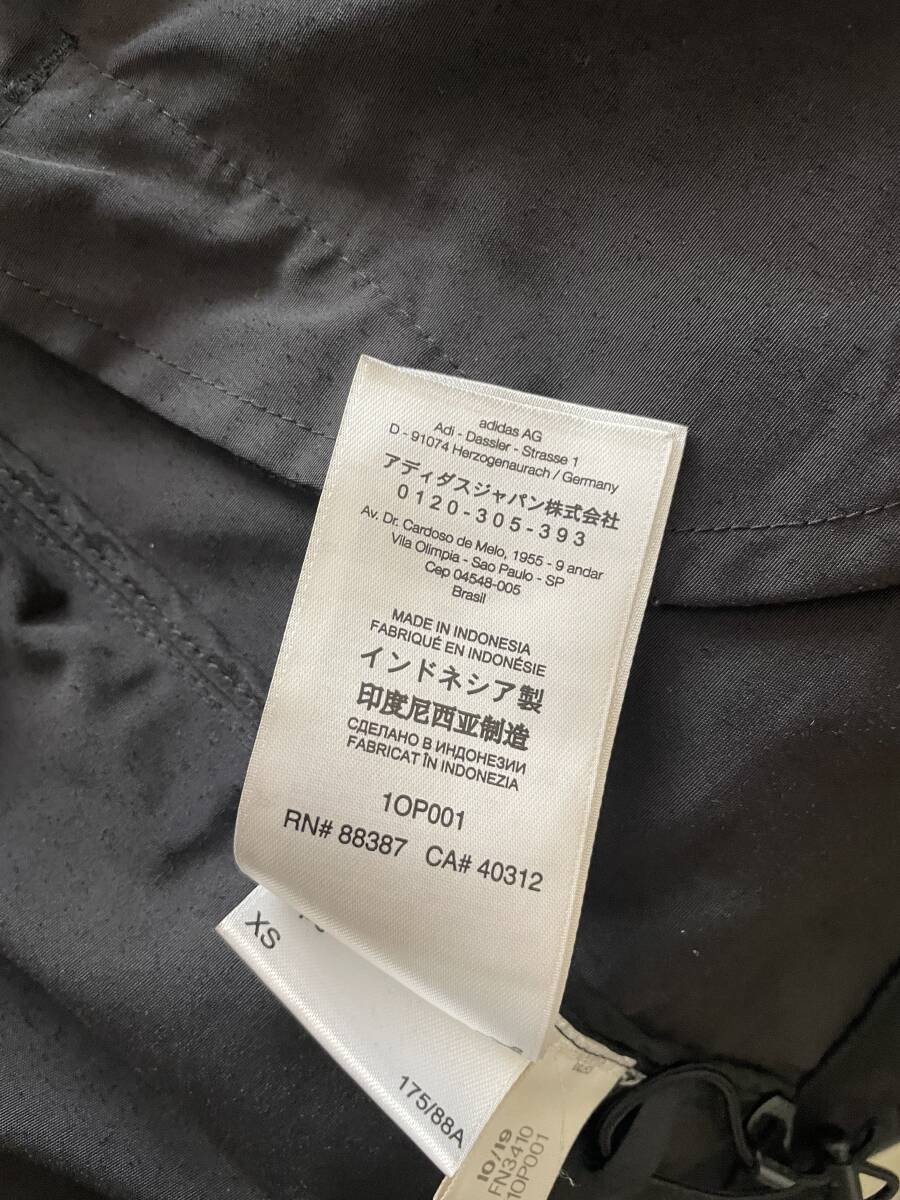 adidas AG
Adi - Dassler - Strasse 1
D - 91074 Herzogenaurach / Germany
アディダスジャパン株式会社
0120-305-393
Av. Dr. Cardoso de Melo, 1955 - 9 andar
Vila Olimpia - Sao Paulo - SP
Cep 04548-005
Brasil
MADE IN INDONESIA
FABRIQUÉ EN INDONÉSIE
インドネシア製
印度尼西亚制造
СДЕЛАНО В ИНДОНЕЗИИ
FABRICAT ÎN INDONEZIA
1OP001
RN# 88387 CA# 40312
XS
175/88A
10/19
FN3410
1OP001